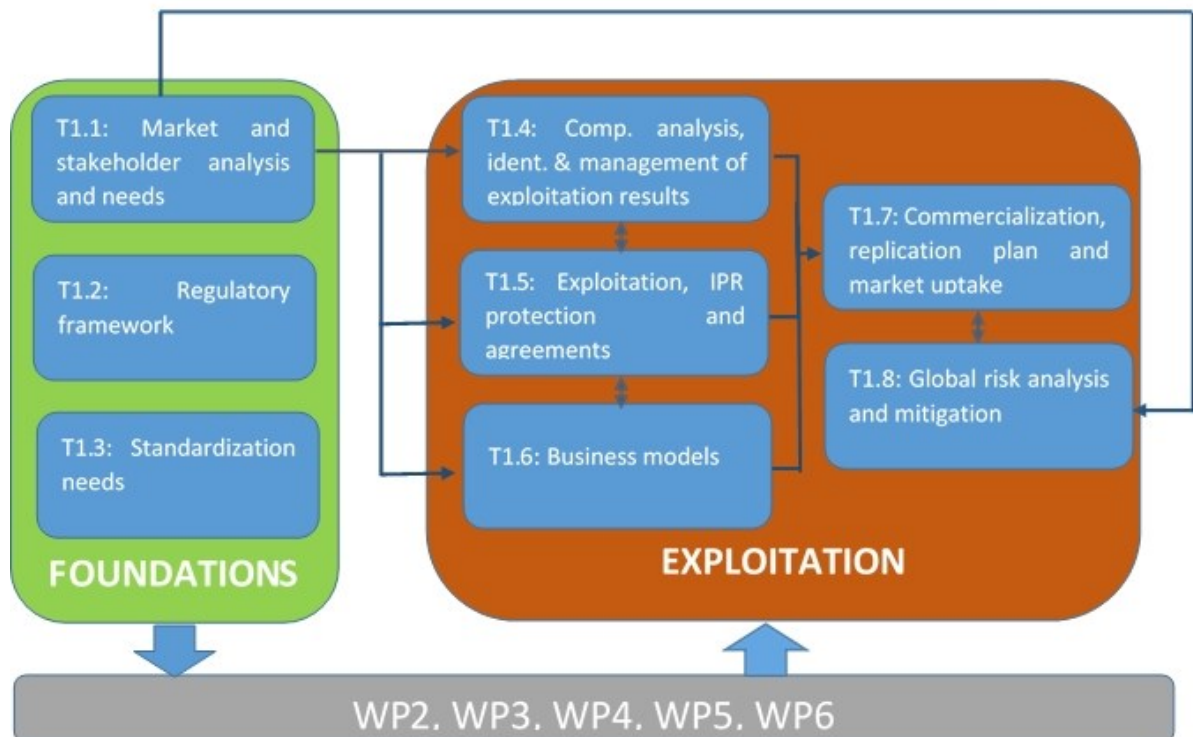 T1.1: Market and
stakeholder analysis
and needs
T1.2: Regulatory
framework
T1.3: Standardization
needs
FOUNDATIONS
T1.4: Comp. analysis,
ident. & management of
exploitation results
T1.5: Exploitation, IPR
protection and
agreements
T1.6: Business models
T1.7: Commercialization,
replication plan and
market uptake
T1.8: Global risk analysis
and mitigation
EXPLOITATION
WP2, WP3, WP4, WP5, WP6